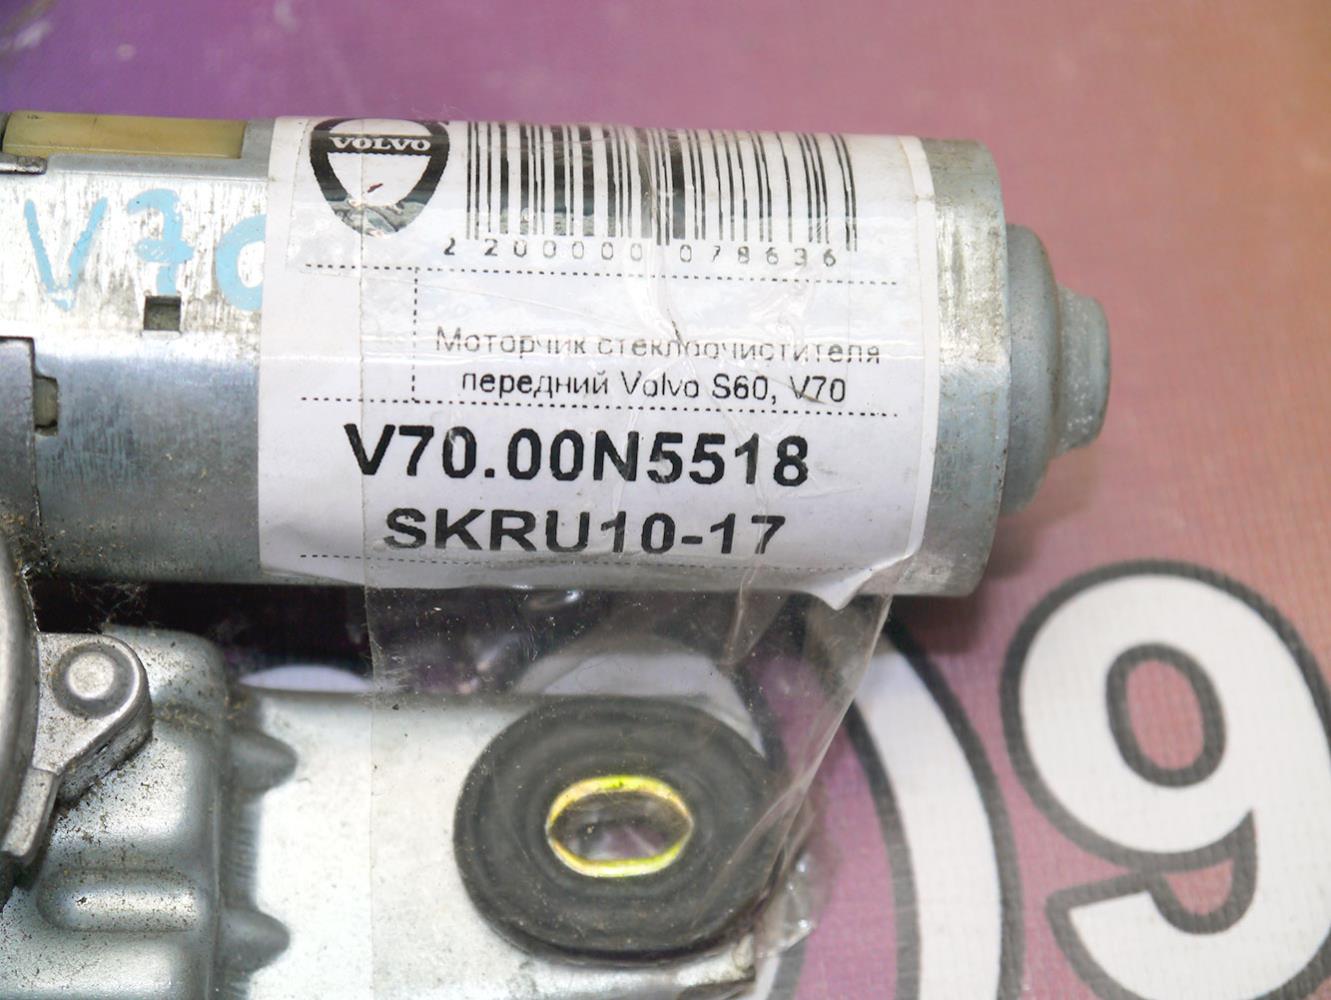 VOLVO
2 200000 078636
V70
Моторчик стеклоочистителя
передний Volvo S60, V70
V70.00N5518
SKRU10-17
9